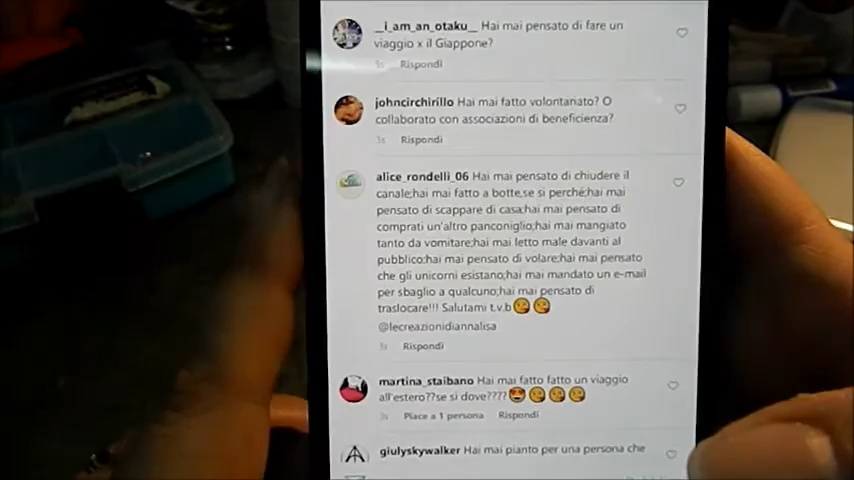 __i_am_an_otaku__ Hai mai pensato di fare un
viaggio x il Giappone?
3s Rispondi
johncirchirillo Hai mai fatto volontariato? O
collaborato con associazioni di beneficienza?
3s Rispondi
alice_rondelli_06 Hai mai pensato di chiudere il
canale;hai mai fatto a botte,se si perchè;hai mai
pensato di scappare di casa;hai mai pensato di
comprati un'altro panconiglio;hai mai mangiato
tanto da vomitare;hai mai letto male davanti al
pubblico;hai mai pensato di volare;hai mai pensato
che gli unicorni esistano;hai mai mandato un e-mail
per sbaglio a qualcuno;hai mai pensato di
traslocare!!! Salutami t.v.b
@lecreazionidiannalisa
3s Rispondi
martina_staibano Hai mai fatto fatto un viaggio
all'estero??se si dove????
3s Piace a 1 persona Rispondi
giulyskywalker Hai mai pianto per una persona che